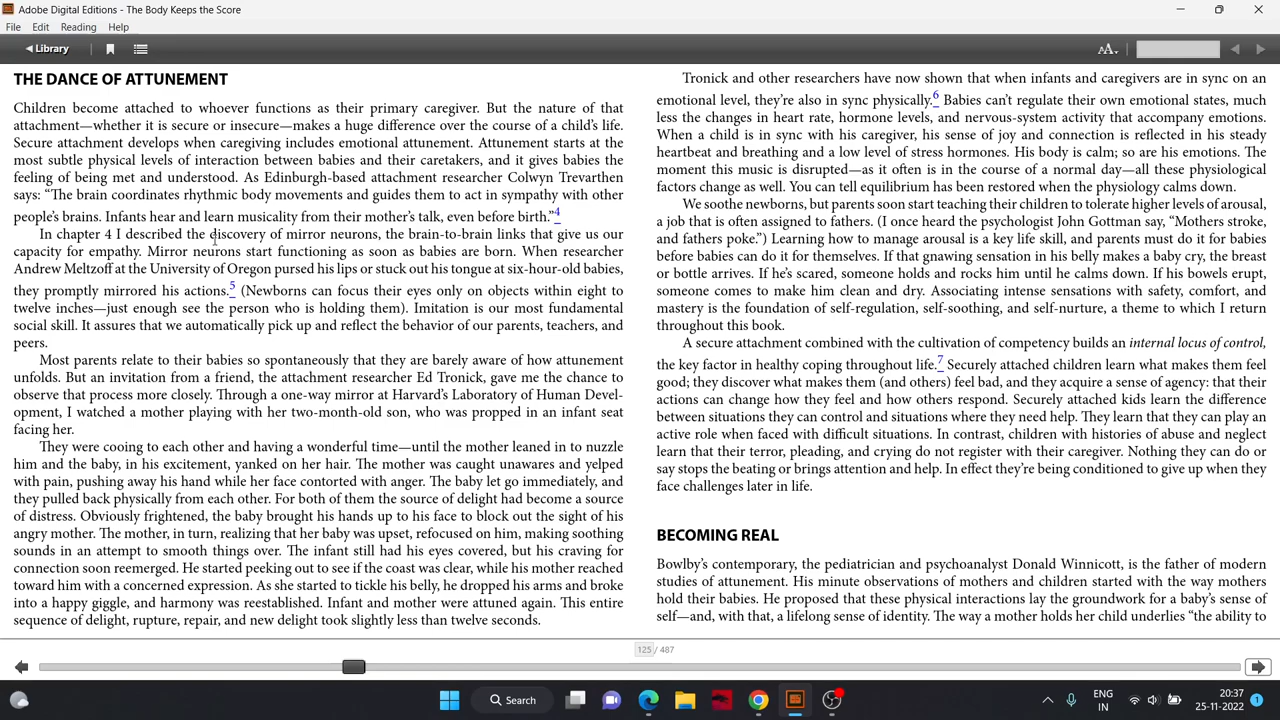 Adobe Digital Editions - The Body Keeps the Score
File Edit Reading Help
Library
AA
THE DANCE OF ATTUNEMENT
Children become attached to whoever functions as their primary caregiver. But the nature of that
attachment—whether it is secure or insecure—makes a huge difference over the course of a child's life.
Secure attachment develops when caregiving includes emotional attunement. Attunement starts at the
most subtle physical levels of interaction between babies and their caretakers, and it gives babies the
feeling of being met and understood. As Edinburgh-based attachment researcher Colwyn Trevarthen
says: “The brain coordinates rhythmic body movements and guides them to act in sympathy with other
people's brains. Infants hear and learn musicality from their mother's talk, even before birth.”4
In chapter 4 I described the discovery of mirror neurons, the brain-to-brain links that give us our
capacity for empathy. Mirror neurons start functioning as soon as babies are born. When researcher
Andrew Meltzoff at the University of Oregon pursed his lips or stuck out his tongue at six-hour-old babies,
they promptly mirrored his actions.5 (Newborns can focus their eyes only on objects within eight to
twelve inches—just enough see the person who is holding them). Imitation is our most fundamental
social skill. It assures that we automatically pick up and reflect the behavior of our parents, teachers, and
peers.
Most parents relate to their babies so spontaneously that they are barely aware of how attunement
unfolds. But an invitation from a friend, the attachment researcher Ed Tronick, gave me the chance to
observe that process more closely. Through a one-way mirror at Harvard's Laboratory of Human Devel-
opment, I watched a mother playing with her two-month-old son, who was propped in an infant seat
facing her.
They were cooing to each other and having a wonderful time—until the mother leaned in to nuzzle
him and the baby, in his excitement, yanked on her hair. The mother was caught unawares and yelped
with pain, pushing away his hand while her face contorted with anger. The baby let go immediately, and
they pulled back physically from each other. For both of them the source of delight had become a source
of distress. Obviously frightened, the baby brought his hands up to his face to block out the sight of his
angry mother. The mother, in turn, realizing that her baby was upset, refocused on him, making soothing
sounds in an attempt to smooth things over. The infant still had his eyes covered, but his craving for
connection soon reemerged. He started peeking out to see if the coast was clear, while his mother reached
toward him with a concerned expression. As she started to tickle his belly, he dropped his arms and broke
into a happy giggle, and harmony was reestablished. Infant and mother were attuned again. This entire
sequence of delight, rupture, repair, and new delight took slightly less than twelve seconds.
Tronick and other researchers have now shown that when infants and caregivers are in sync on an
emotional level, they're also in sync physically.6 Babies can't regulate their own emotional states, much
less the changes in heart rate, hormone levels, and nervous-system activity that accompany emotions.
When a child is in sync with his caregiver, his sense of joy and connection is reflected in his steady
heartbeat and breathing and a low level of stress hormones. His body is calm; so are his emotions. The
moment this music is disrupted—as it often is in the course of a normal day—all these physiological
factors change as well. You can tell equilibrium has been restored when the physiology calms down.
We soothe newborns, but parents soon start teaching their children to tolerate higher levels of arousal,
a job that is often assigned to fathers. (I once heard the psychologist John Gottman say, “Mothers stroke,
and fathers poke.”) Learning how to manage arousal is a key life skill, and parents must do it for babies
before babies can do it for themselves. If that gnawing sensation in his belly makes a baby cry, the breast
or bottle arrives. If he's scared, someone holds and rocks him until he calms down. If his bowels erupt,
someone comes to make him clean and dry. Associating intense sensations with safety, comfort, and
mastery is the foundation of self-regulation, self-soothing, and self-nurture, a theme to which I return
throughout this book.
A secure attachment combined with the cultivation of competency builds an internal locus of control,
the key factor in healthy coping throughout life.7 Securely attached children learn what makes them feel
good; they discover what makes them (and others) feel bad, and they acquire a sense of agency: that their
actions can change how they feel and how others respond. Securely attached kids learn the difference
between situations they can control and situations where they need help. They learn that they can play an
active role when faced with difficult situations. In contrast, children with histories of abuse and neglect
learn that their terror, pleading, and crying do not register with their caregiver. Nothing they can do or
say stops the beating or brings attention and help. In effect they're being conditioned to give up when they
face challenges later in life.
BECOMING REAL
Bowlby's contemporary, the pediatrician and psychoanalyst Donald Winnicott, is the father of modern
studies of attunement. His minute observations of mothers and children started with the way mothers
hold their babies. He proposed that these physical interactions lay the groundwork for a baby's sense of
self—and, with that, a lifelong sense of identity. The way a mother holds her child underlies “the ability to
125 / 487
Search
ENG
IN
20:37
25-11-2022
1